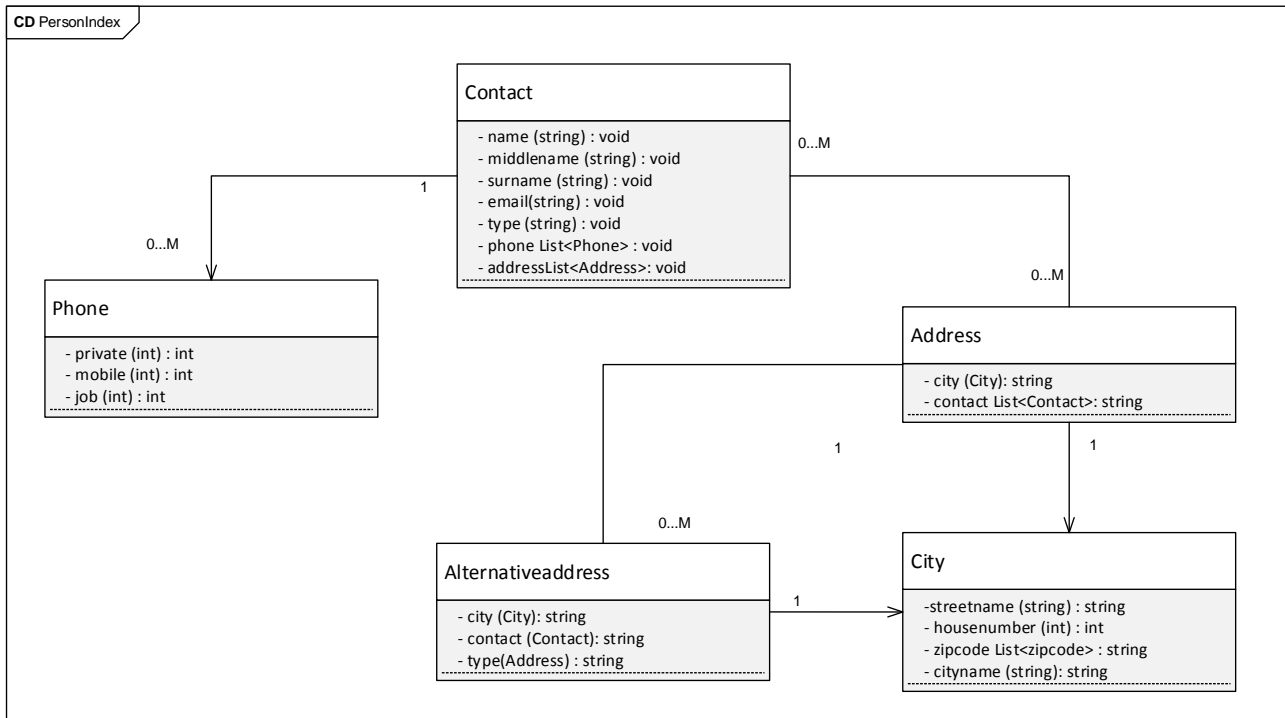 CD PersonIndex
Contact
- name (string) : void
- middlename (string) : void
- surname (string) : void
- email(string) : void
- type (string) : void
- phone List<Phone> : void
- addressList<Address>: void
0...M
1
0...M
0...M
Phone
- private (int) : int
- mobile (int) : int
- job (int) : int
Address
- city (City): string
- contact List<Contact>: string
1
1
0...M
Alternativeaddress
- city (City): string
- contact (Contact): string
- type(Address) : string
1
City
-streetname (string) : string
- housenumber (int) : int
- zipcode List<zipcode> : string
- cityname (string): string